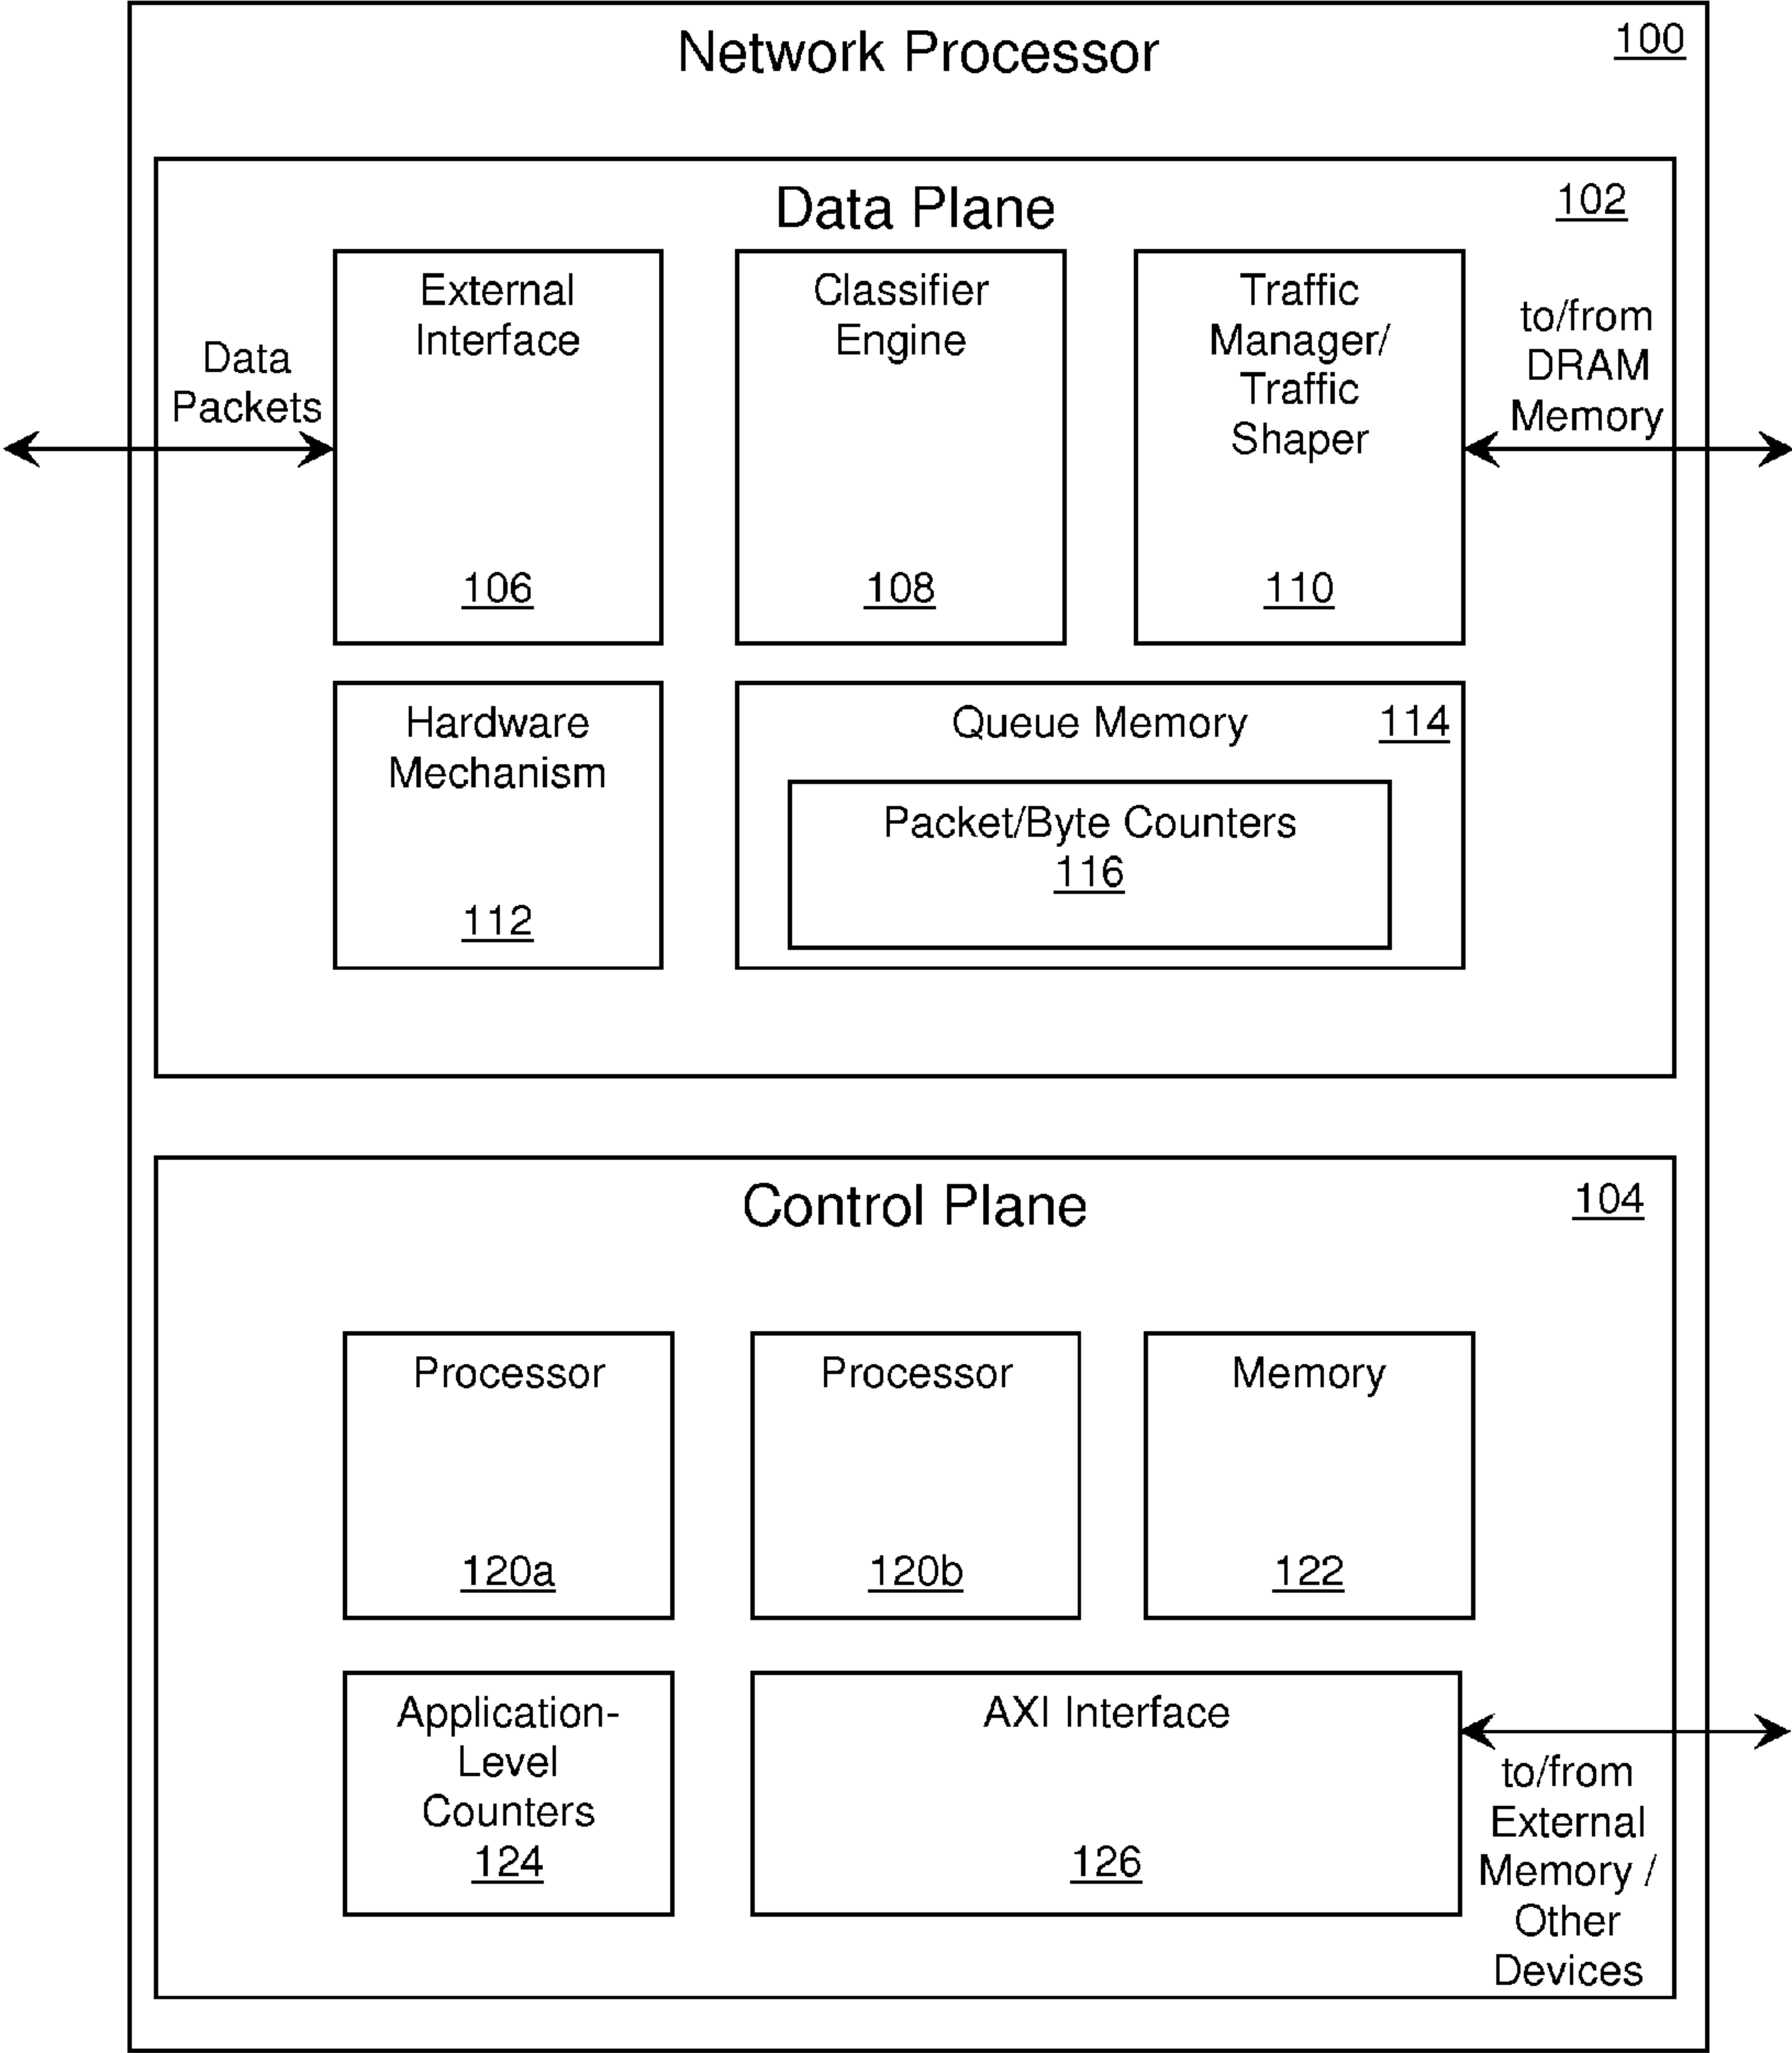 Network Processor
100
Data Plane
102
Data
Packets
External
Interface
106
Classifier
Engine
108
Traffic
Manager/
Traffic
Shaper
110
to/from
DRAM
Memory
Hardware
Mechanism
112
Queue Memory
114
Packet/Byte Counters
116
Control Plane
104
Processor
120a
Processor
120b
Memory
122
Application-
Level
Counters
124
AXI Interface
126
to/from
External
Memory /
Other
Devices